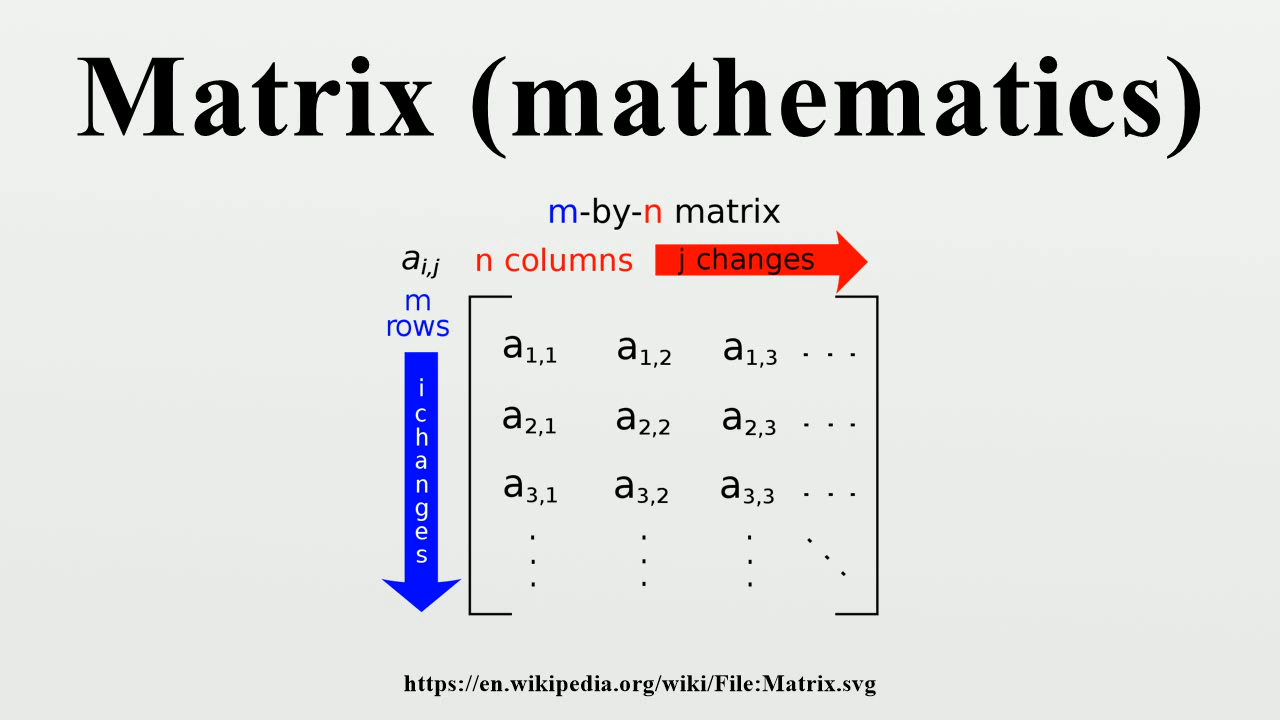 Matrix (mathematics)
m-by-n matrix
a i,j n columns j changes
m
rows
i changes
a1,1 a1,2 a1,3 . . .
a2,1 a2,2 a2,3 . . .
a3,1 a3,2 a3,3 . . .
https://en.wikipedia.org/wiki/File:Matrix.svg